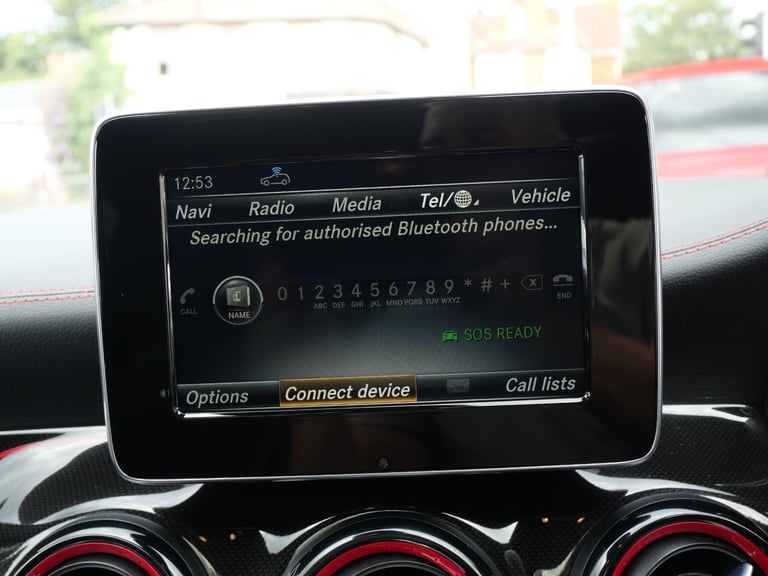 12:53
Navi Radio Media Tel/ Vehicle
Searching for authorised Bluetooth phones...
CALL NAME 0 1 2 3 4 5 6 7 8 9 * # + X END
ABC DEF GHI JKL MNO PQRS TUV WXYZ
SOS READY
Options Connect device Call lists